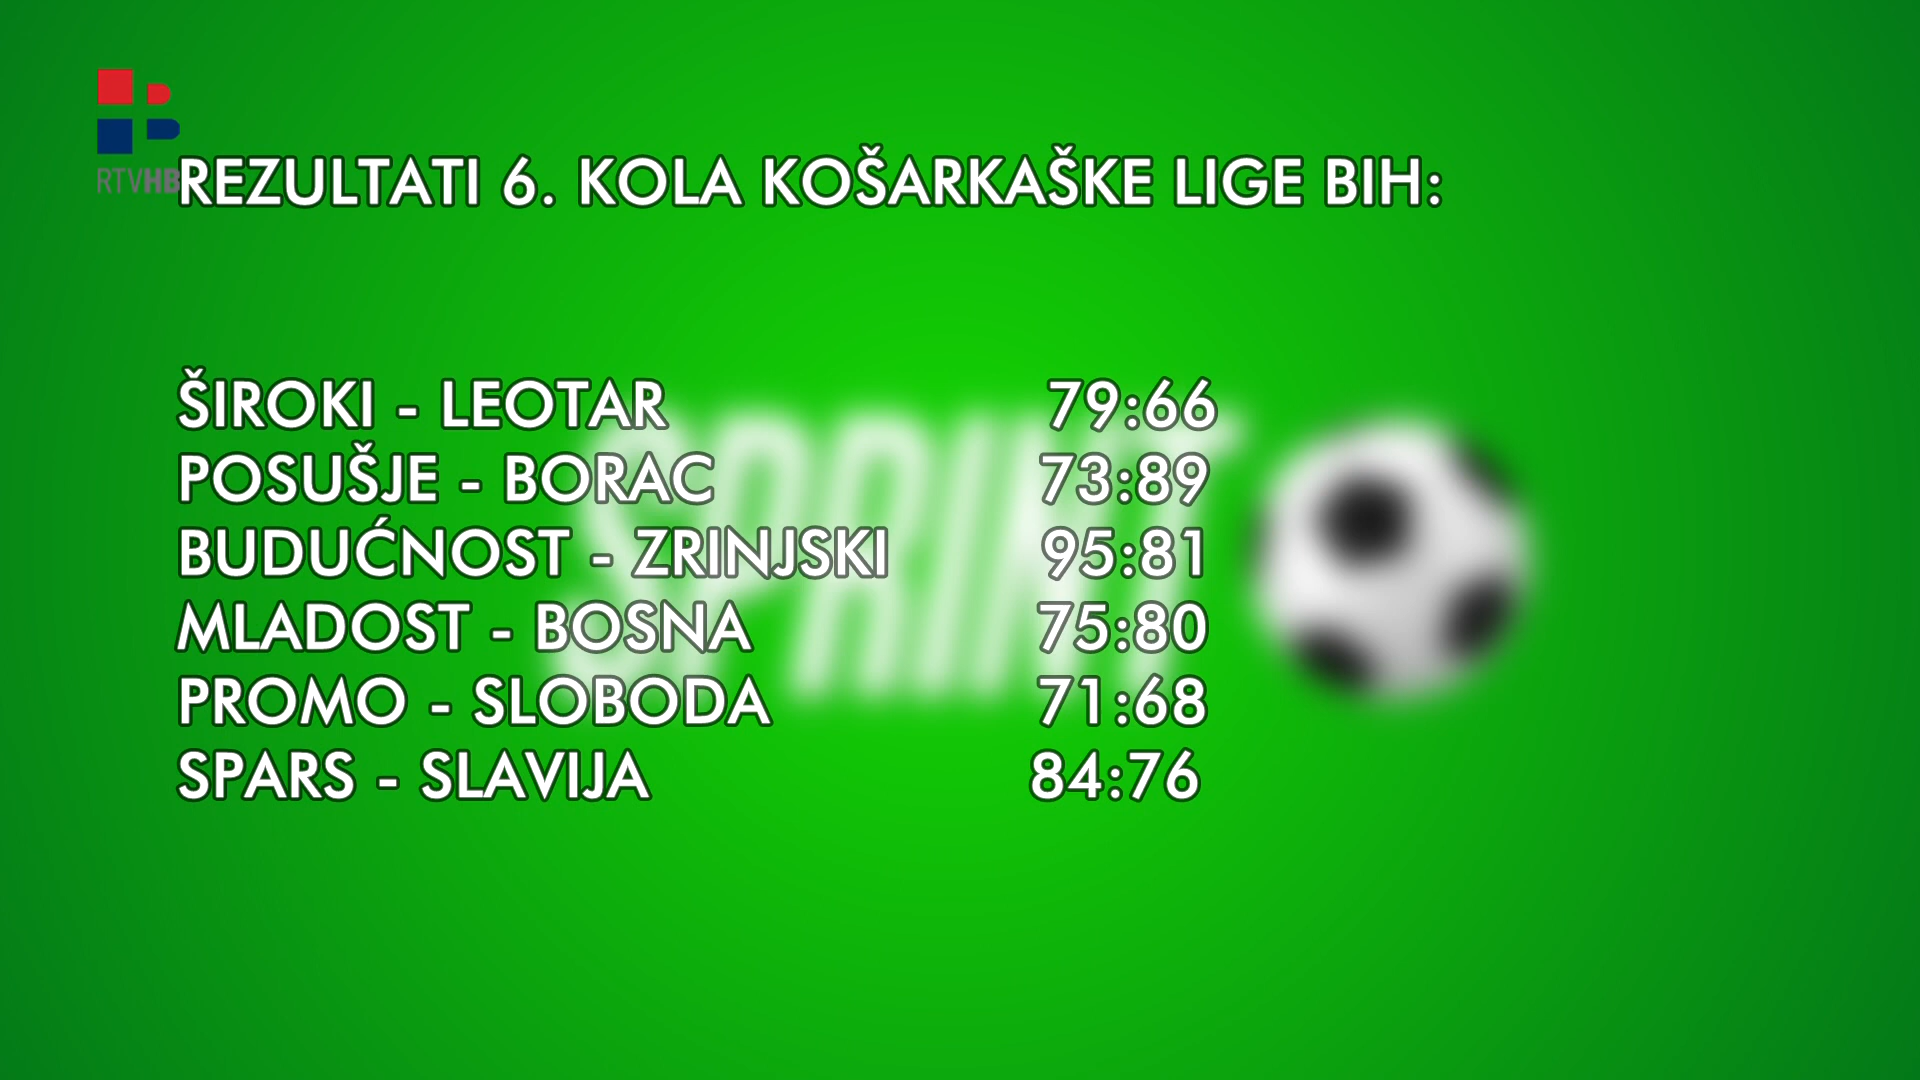 RTVHB
REZULTATI 6. KOLA KOŠARKAŠKE LIGE BIH:
ŠIROKI - LEOTAR 79:66
POSUŠJE - BORAC 73:89
BUDUĆNOST - ZRINJSKI 95:81
MLADOST - BOSNA 75:80
PROMO - SLOBODA 71:68
SPARS - SLAVIJA 84:76
SPRINT